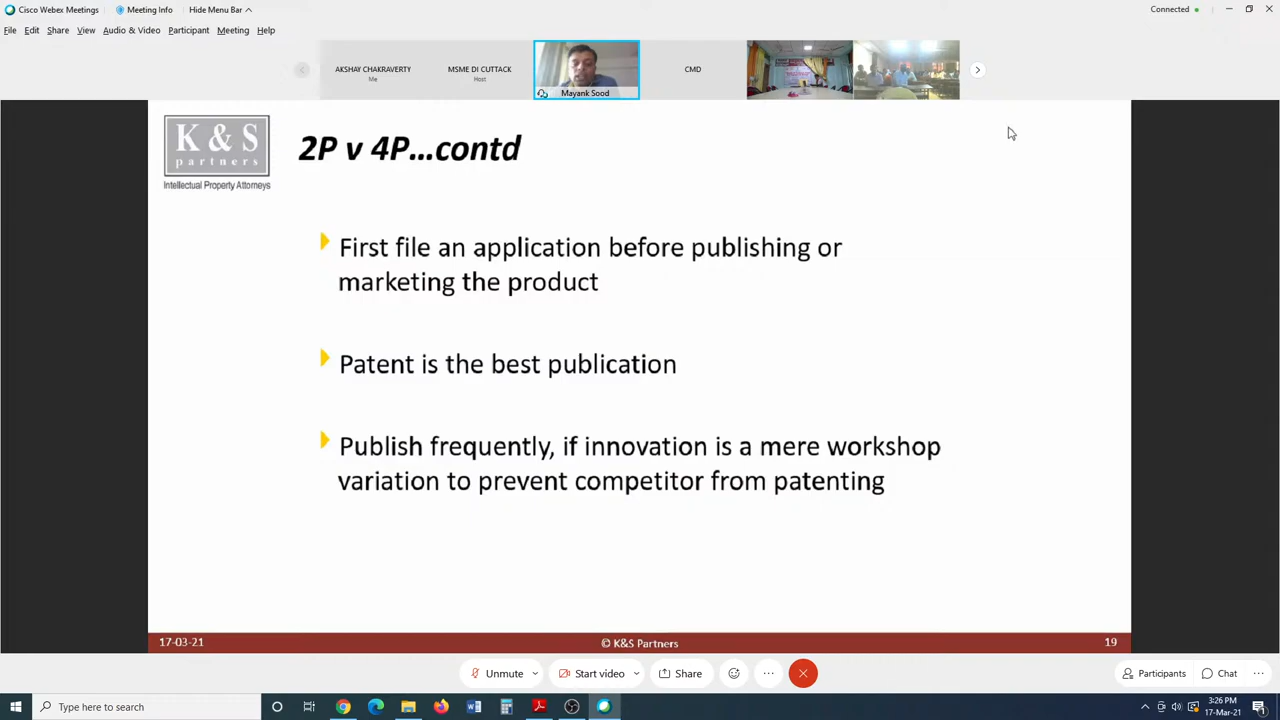 Cisco Webex Meetings
Meeting Info
Hide Menu Bar
Connected
File Edit Share View Audio & Video Participant Meeting Help
AKSHAY CHAKRAVERTY
Me
MSME DI CUTTACK
Host
Mayank Sood
CMD
K & S
partners
Intellectual Property Attorneys
2P v 4P...contd
First file an application before publishing or
marketing the product
Patent is the best publication
Publish frequently, if innovation is a mere workshop
variation to prevent competitor from patenting
17-03-21
© K&S Partners
19
Unmute
Start video
Share
Participants
Chat
Type here to search
3:26 PM
17-Mar-21